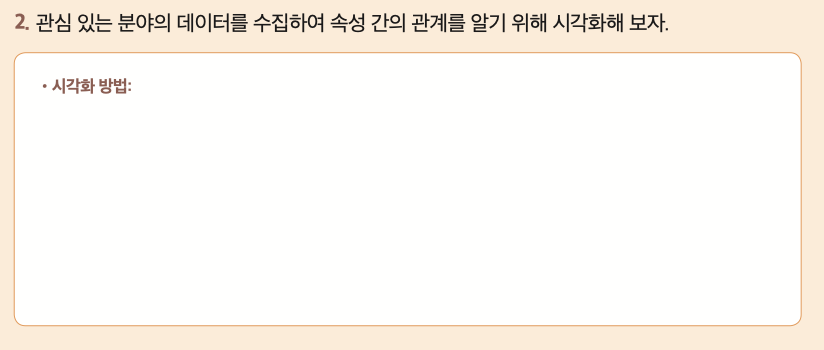 2. 관심 있는 분야의 데이터를 수집하여 속성 간의 관계를 알기 위해 시각화해 보자.
• 시각화 방법: